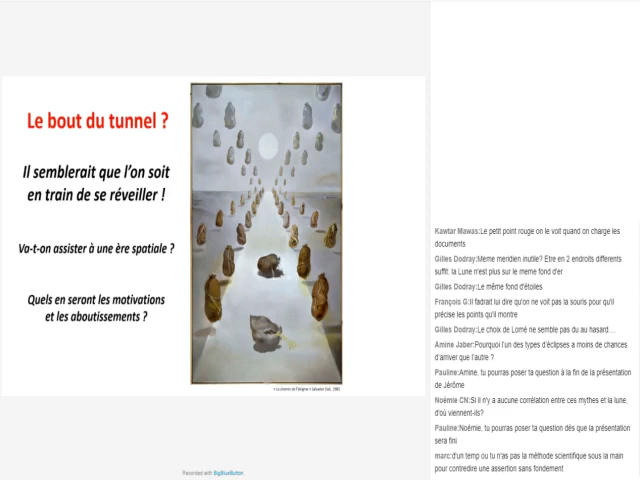 Le bout du tunnel ?
Il semblerait que l'on soit
en train de se réveiller !
Va-t-on assister à une ère spatiale ?
Quels en seront les motivations
et les aboutissements ?
« Le chemin de l'énigme » Salvador Dali, 1981
Recorded with BigBlueButton.
Kawtar Mawas:Le petit point rouge on le voit quand on charge les
documents
Gilles Dodray:Meme meridien inutile? Etre en 2 endroits differents
suffit. la Lune n'est plus sur le meme fond d'er
Gilles Dodray:Le même fond d'étoiles
François G:Il fadrait lui dire qu'on ne voit pas la souris pour qu'il
précise les points qu'il montre
Gilles Dodray:Le choix de Lomé ne semble pas du au hasard....
Amine Jaber:Pourquoi l'un des types d'éclipses a moins de chances
d'arriver que l'autre ?
Pauline:Amine, tu pourras poser ta question à la fin de la présentation
de Jérôme
Noémie CN:Si il n'y a aucune corrélation entre ces mythes et la lune,
d'où viennent-ils?
Pauline:Noémie, tu pourras poser ta question dès que la présentation
sera fini
marc:d'un temp ou tu n'as pas la méthode scientifique sous la main
pour contredire une assertion sans fondement